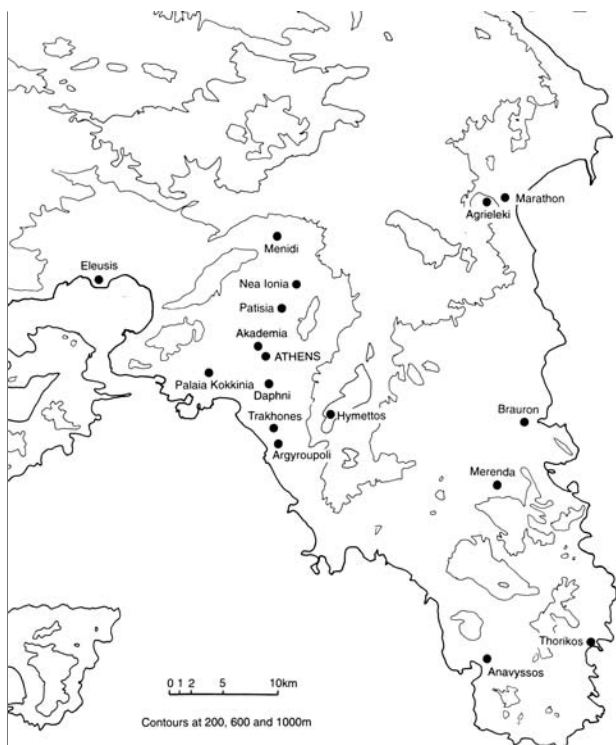 Marathon
Agrieleki
Menidi
Eleusis
Nea Ionia
Patisia
Akademia
ATHENS
Palaia Kokkinia
Daphni
Trakhones
Hymettos
Brauron
Argyroupoli
Merenda
Thorikos
Anavyssos
0 1 2 5 10km
Contours at 200, 600 and 1000m